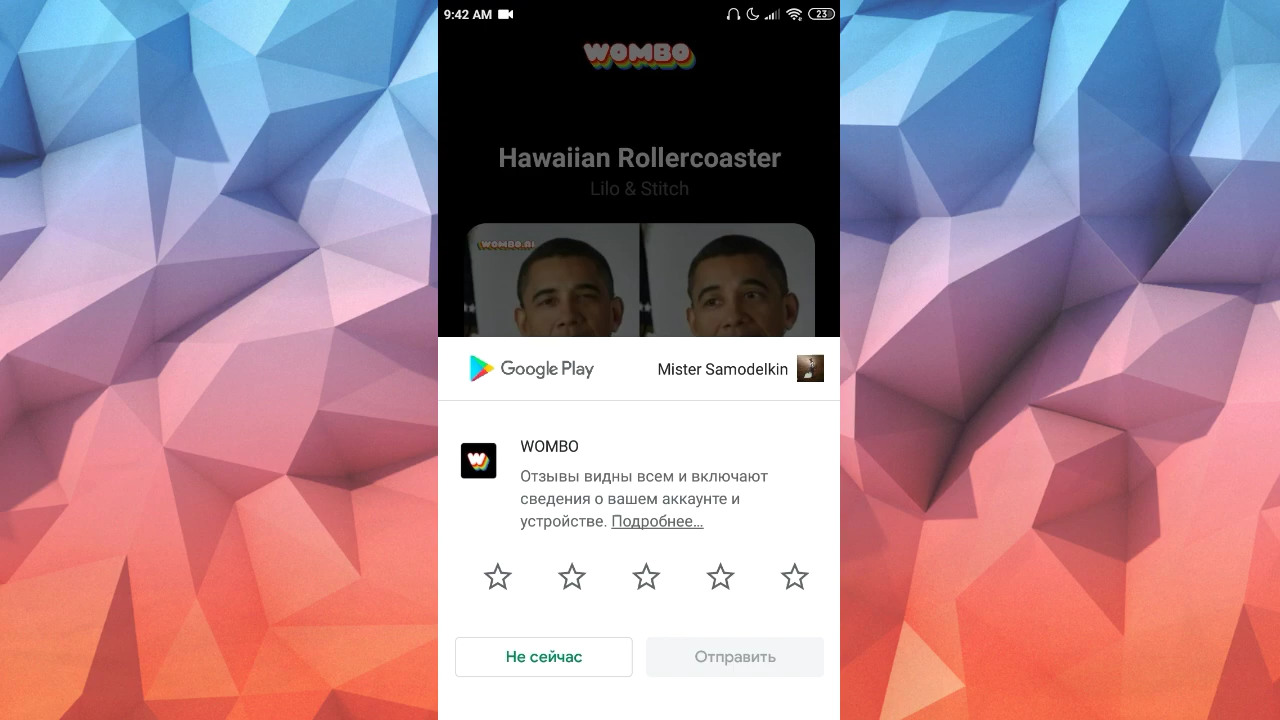 9:42 AM
23
WOMBO
Hawaiian Rollercoaster
Lilo & Stitch
WOMBO.AI
Google Play
Mister Samodelkin
W
WOMBO
Отзывы видны всем и включают
сведения о вашем аккаунте и
устройстве. Подробнее...
Не сейчас
Отправить